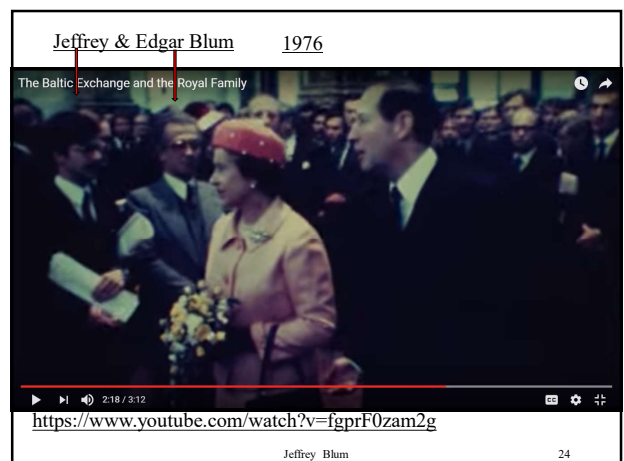 Jeffrey & Edgar Blum 1976
The Baltic Exchange and the Royal Family
2:18 / 3:12
CC
https://www.youtube.com/watch?v=fgprF0zam2g
Jeffrey Blum 24